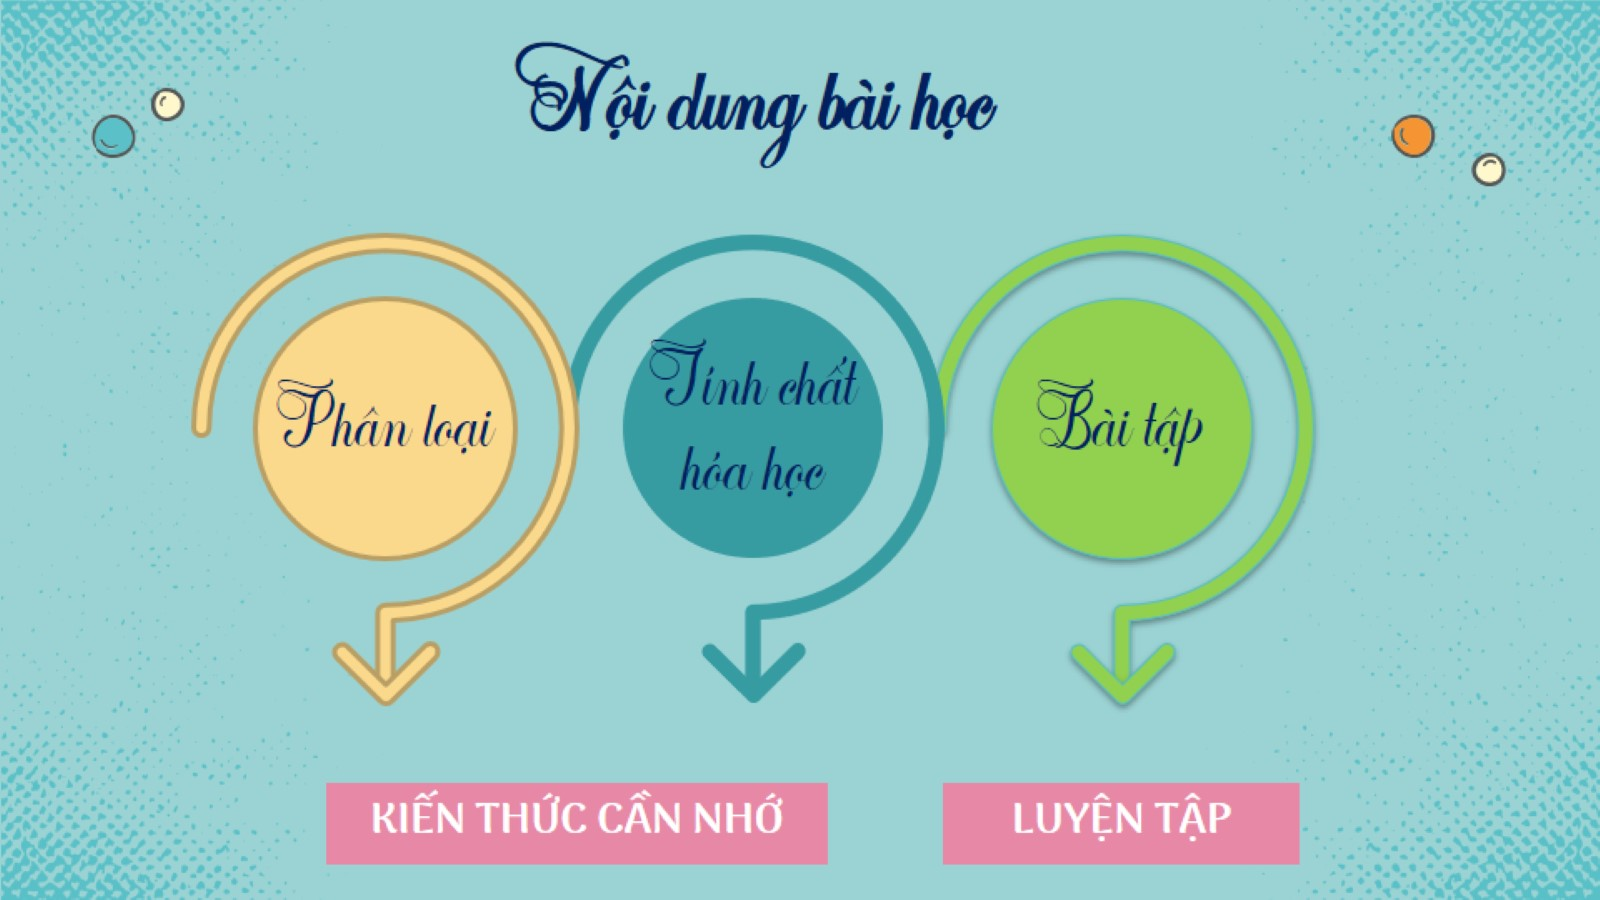 Nội dung bài học
Phân loại
Tính chất
hóa học
Bài tập
KIẾN THỨC CẦN NHỚ
LUYỆN TẬP